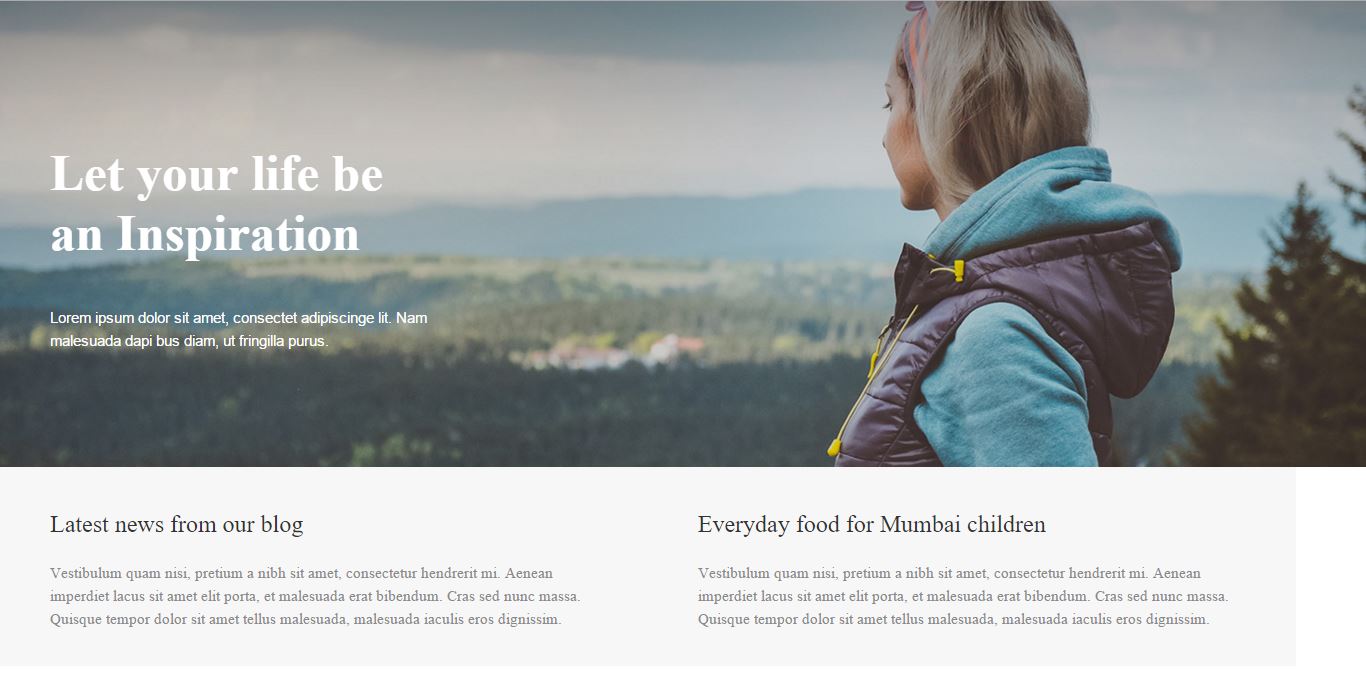 Let your life be
an Inspiration
Lorem ipsum dolor sit amet, consectet adipiscinge lit. Nam
malesuada dapi bus diam, ut fringilla purus.
Latest news from our blog
Vestibulum quam nisi, pretium a nibh sit amet, consectetur hendrerit mi. Aenean
imperdiet lacus sit amet elit porta, et malesuada erat bibendum. Cras sed nunc massa.
Quisque tempor dolor sit amet tellus malesuada, malesuada iaculis eros dignissim.
Everyday food for Mumbai children
Vestibulum quam nisi, pretium a nibh sit amet, consectetur hendrerit mi. Aenean
imperdiet lacus sit amet elit porta, et malesuada erat bibendum. Cras sed nunc massa.
Quisque tempor dolor sit amet tellus malesuada, malesuada iaculis eros dignissim.